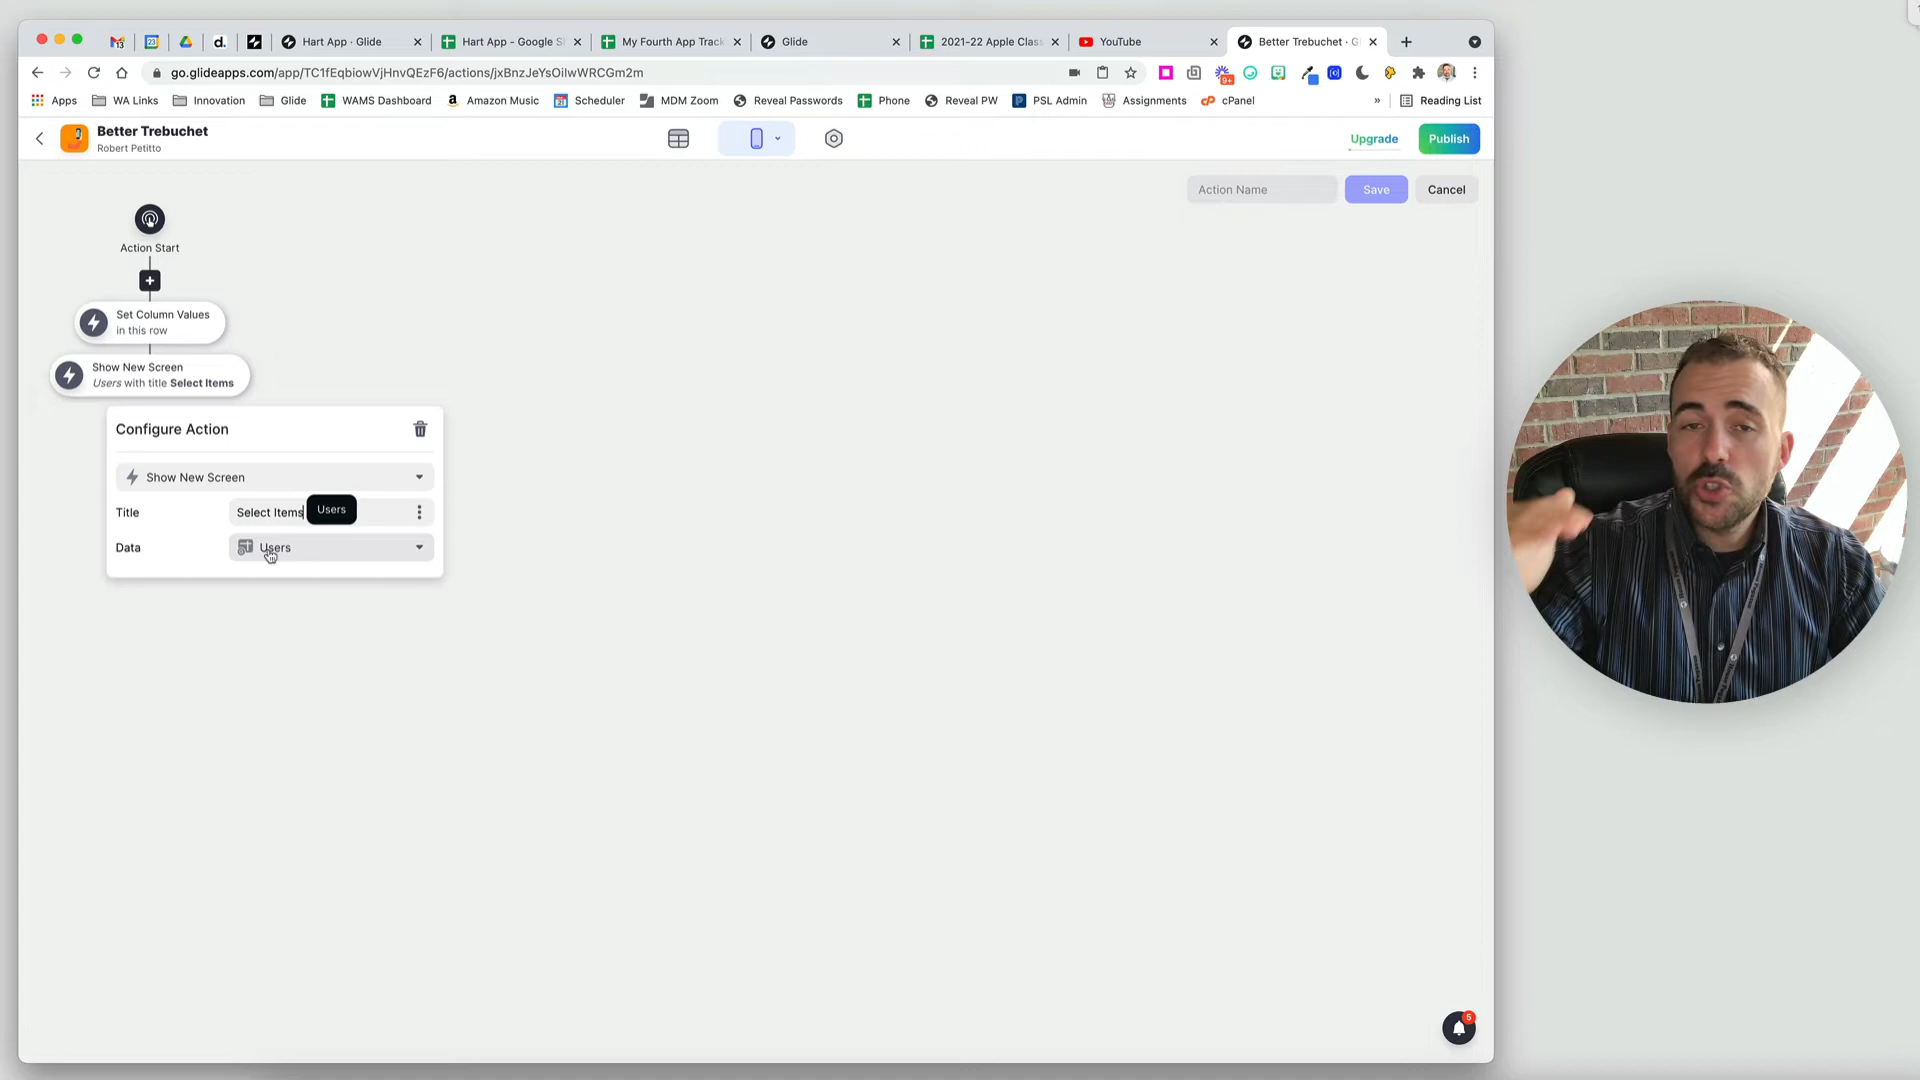 13
23
d.
Hart App · Glide
Hart App - Google S
My Fourth App Track
Glide
2021-22 Apple Class
YouTube
Better Trebuchet · G
go.glideapps.com/app/TC1fEqbiowVjHnvQEzF6/actions/jxBnzJeYsOiIwWRCGm2m
9+
Apps
WA Links
Innovation
Glide
WAMS Dashboard
Amazon Music
Scheduler
MDM Zoom
Reveal Passwords
Phone
Reveal PW
PSL Admin
Assignments
cPanel
»
Reading List
Better Trebuchet
Robert Petitto
Upgrade
Publish
Action Name
Save
Cancel
Action Start
Set Column Values
in this row
Show New Screen
Users with title Select Items
Configure Action
Show New Screen
Title
Select Items
Users
Data
Users
5